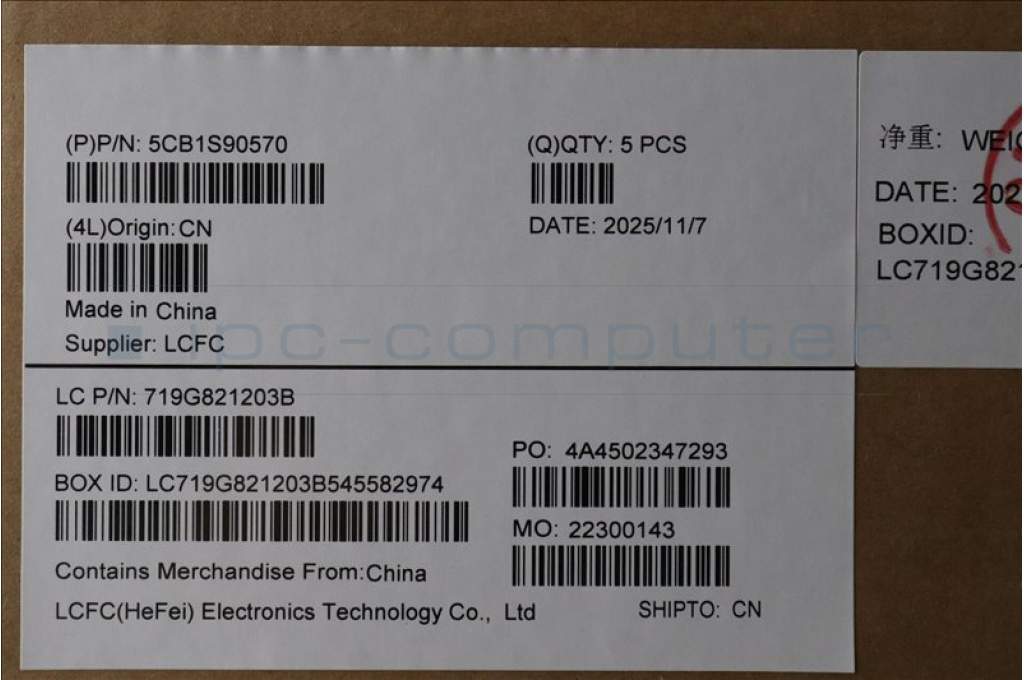 (P)P/N: 5CB1S90570
(Q)QTY: 5 PCS
(4L)Origin: CN
DATE: 2025/11/7
Made in China
Supplier: LCFC
ipc-computer
LC P/N: 719G821203B
PO: 4A4502347293
BOX ID: LC719G821203B545582974
MO: 22300143
Contains Merchandise From:China
LCFC(HeFei) Electronics Technology Co., Ltd
SHIPTO: CN
净重:
DATE: 202
BOXID:
LC719G821